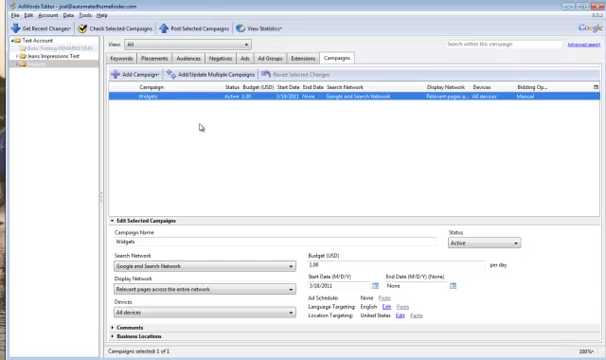 AdWords Editor - joel@automatedhomefinder.com
File Edit Account Data Tools Help
Get Recent Changes Check Selected Campaigns Post Selected Campaigns View Statistics Google
Test Account
Jeans Impressions Test
View: All Search within this campaign Advanced search
Keywords Placements Audiences Negatives Ads Ad Groups Extensions Campaigns
Add Campaign Add/Update Multiple Campaigns Revert Selected Changes
Campaign Status Budget (USD) Start Date End Date Search Network Display Network Devices Bidding Op...
Widgets Active 1.00 3/18/2011 None Google and Search Network Relevant pages a... All devices Manual
Edit Selected Campaigns
Campaign Name Status
Widgets Active
Search Network Budget (USD)
Google and Search Network 1.00 per day
Display Network Start Date (M/D/Y) End Date (M/D/Y) (None)
Relevant pages across the entire network 3/18/2011 None
Devices Ad Schedule: None Paste
All devices Language Targeting: English Edit Paste
Location Targeting: United States Edit Paste
Comments
Business Locations
Campaigns selected: 1 of 1 100%